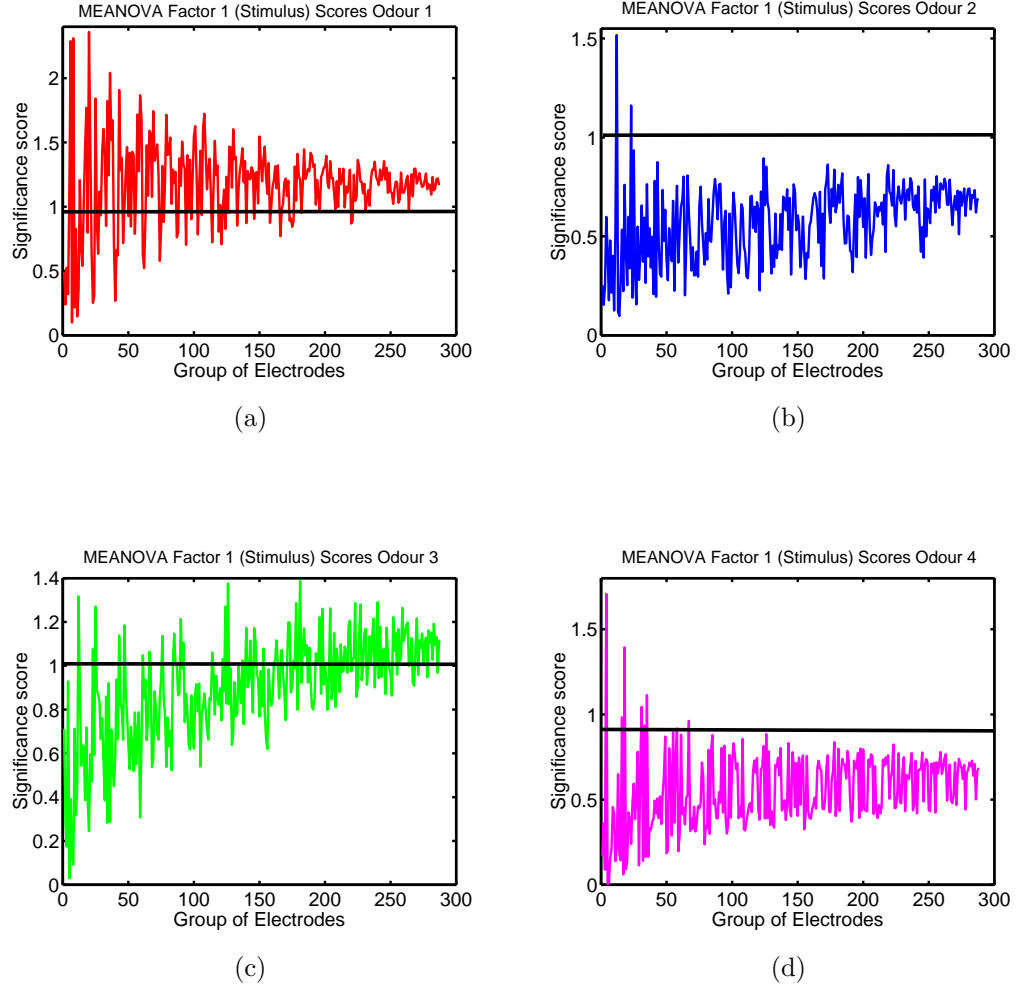 MEANOVA Factor 1 (Stimulus) Scores Odour 1
Significance score
2
1.5
1
0.5
0
0 50 100 150 200 250 300
Group of Electrodes
(a)
MEANOVA Factor 1 (Stimulus) Scores Odour 2
Significance score
1.5
1
0.5
0
0 50 100 150 200 250 300
Group of Electrodes
(b)
MEANOVA Factor 1 (Stimulus) Scores Odour 3
Significance score
1.4
1.2
1
0.8
0.6
0.4
0.2
0
0 50 100 150 200 250 300
Group of Electrodes
(c)
MEANOVA Factor 1 (Stimulus) Scores Odour 4
Significance score
1.5
1
0.5
0
0 50 100 150 200 250 300
Group of Electrodes
(d)